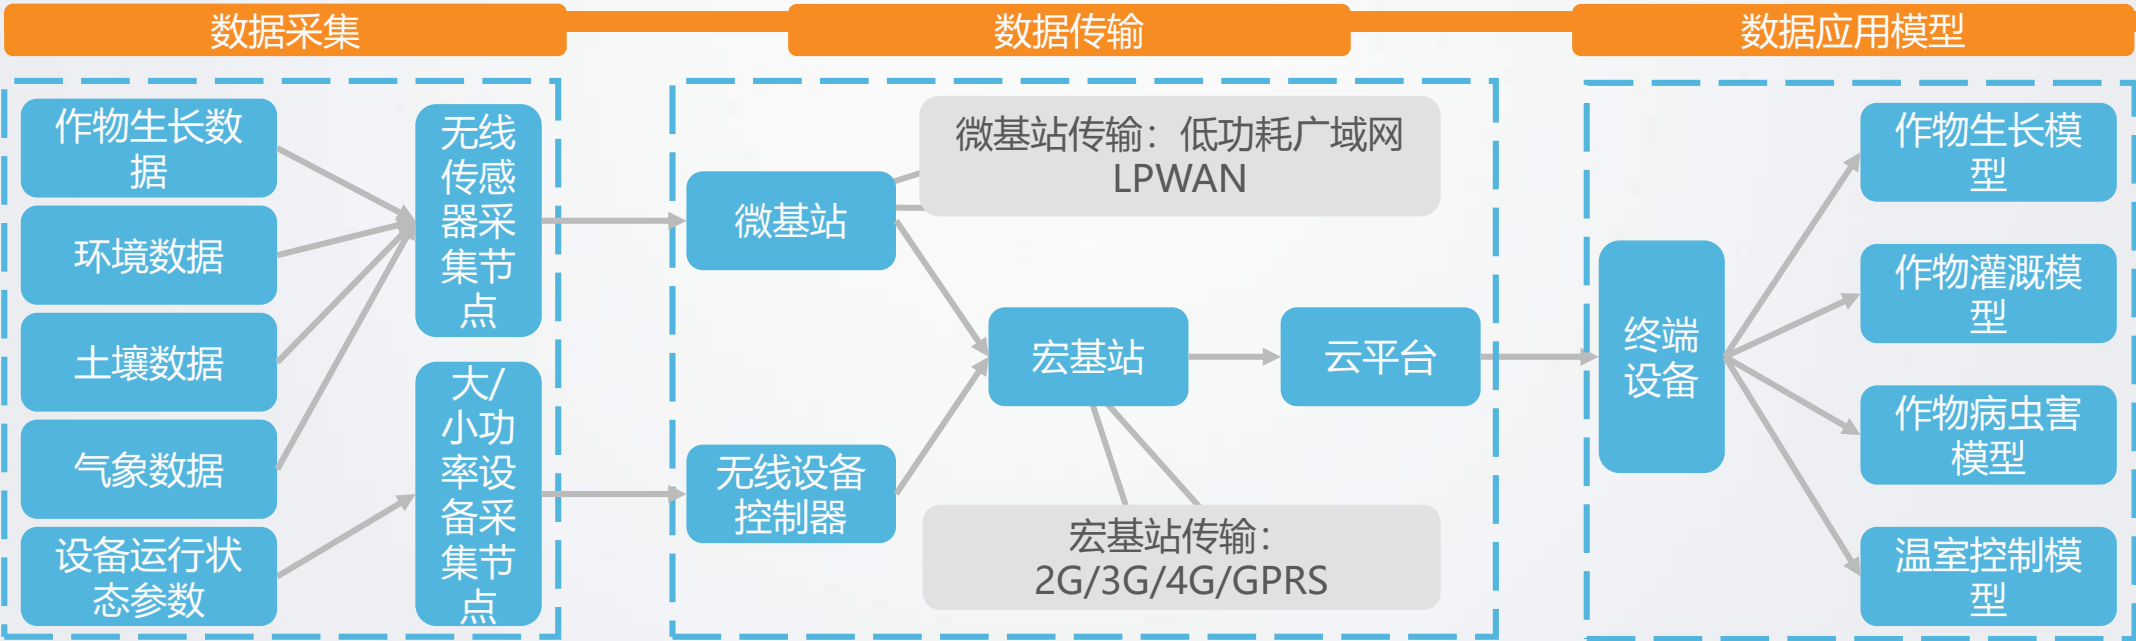 数据采集
数据传输
数据应用模型
作物生长数
据
环境数据
土壤数据
气象数据
设备运行状
态参数
无线
传感
器采
集节
点
大/
小功
率设
备采
集节
点
微基站
无线设备
控制器
微基站传输：低功耗广域网
LPWAN
宏基站
云平台
宏基站传输：
2G/3G/4G/GPRS
终端
设备
作物生长模
型
作物灌溉模
型
作物病虫害
模型
温室控制模
型